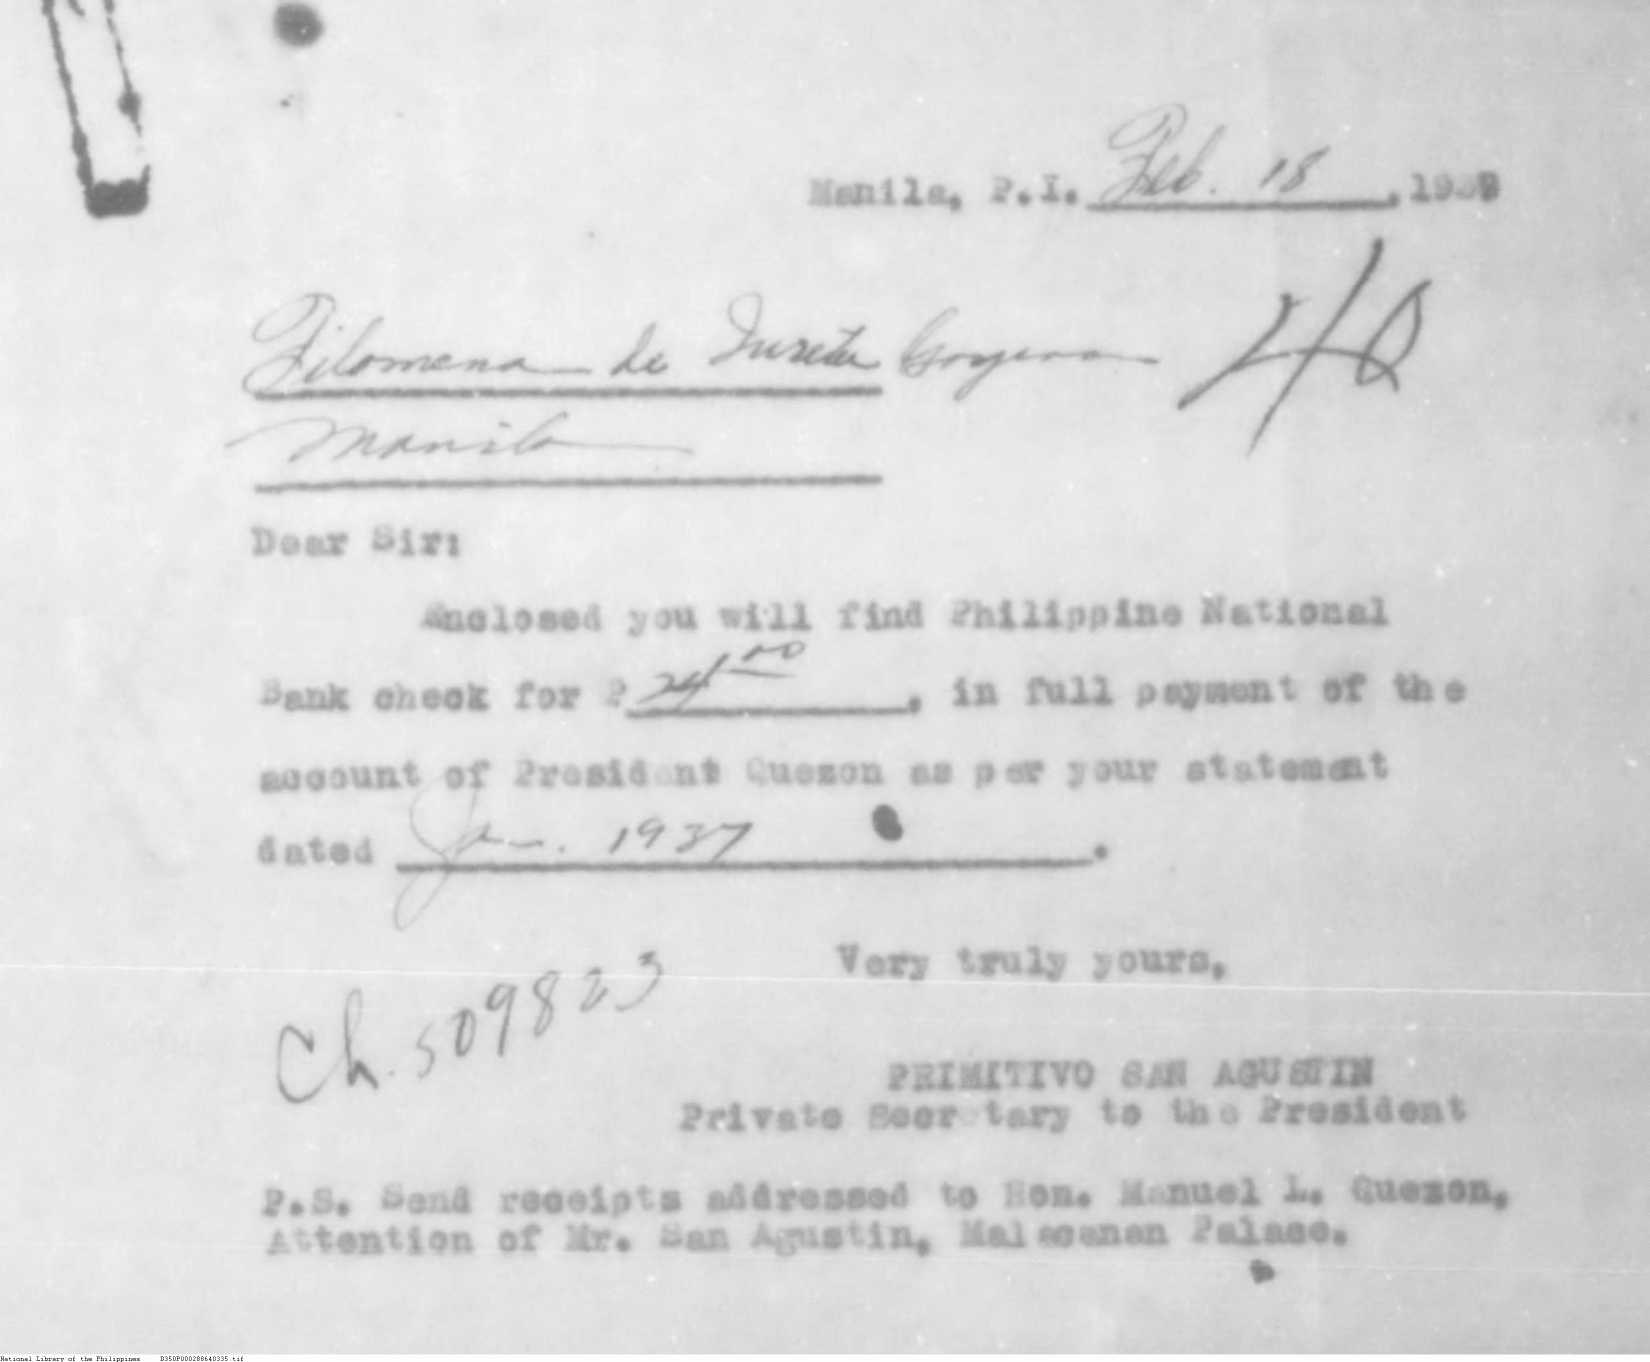 Manila, P.I. Feb. 18, 193
Filomena de
Manila
Dear Sir:
Enclosed you will find Philippine National
Bank check for P 24.00, in full payment of the
account of President Quezon as per your statement
dated Jan. 1937.
Very truly yours,
Ch. 509823
PRIMITIVO SAN AGUSTIN
Private Secretary to the President
P.S. Send receipts addressed to Hon. Manuel L. Quezon,
Attention of Mr. San Agustin, Malacanan Palace.
National Library of the Philippines B350P000288640335.tif